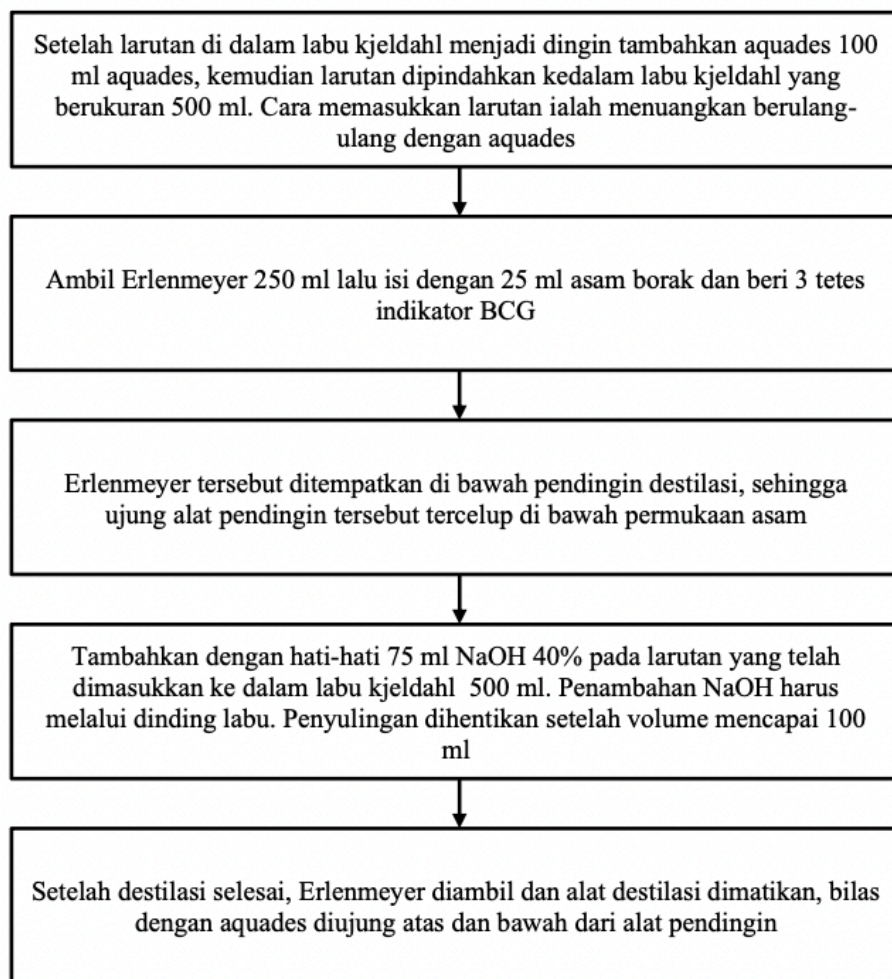 Setelah larutan di dalam labu kjeldahl menjadi dingin tambahkan aquades 100
ml aquades, kemudian larutan dipindahkan kedalam labu kjeldahl yang
berukuran 500 ml. Cara memasukkan larutan ialah menuangkan berulang-
ulang dengan aquades
Ambil Erlenmeyer 250 ml lalu isi dengan 25 ml asam borak dan beri 3 tetes
indikator BCG
Erlenmeyer tersebut ditempatkan di bawah pendingin destilasi, sehingga
ujung alat pendingin tersebut tercelup di bawah permukaan asam
Tambahkan dengan hati-hati 75 ml NaOH 40% pada larutan yang telah
dimasukkan ke dalam labu kjeldahl 500 ml. Penambahan NaOH harus
melalui dinding labu. Penyulingan dihentikan setelah volume mencapai 100
ml
Setelah destilasi selesai, Erlenmeyer diambil dan alat destilasi dimatikan, bilas
dengan aquades diujung atas dan bawah dari alat pendingin